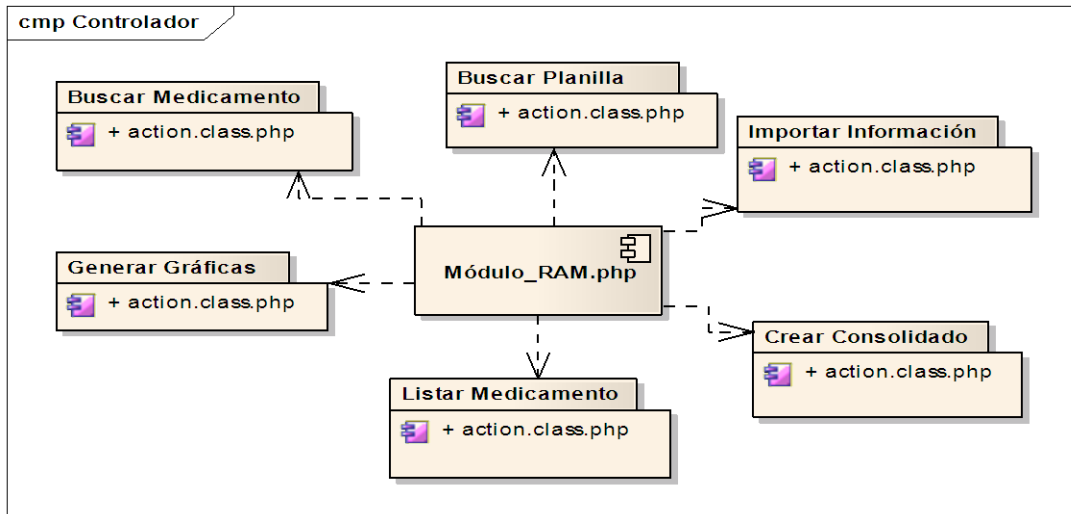 cmp Controlador
Buscar Medicamento
+ action.class.php
Buscar Planilla
+ action.class.php
Importar Información
+ action.class.php
Módulo_RAM.php
Generar Gráficas
+ action.class.php
Crear Consolidado
+ action.class.php
Listar Medicamento
+ action.class.php